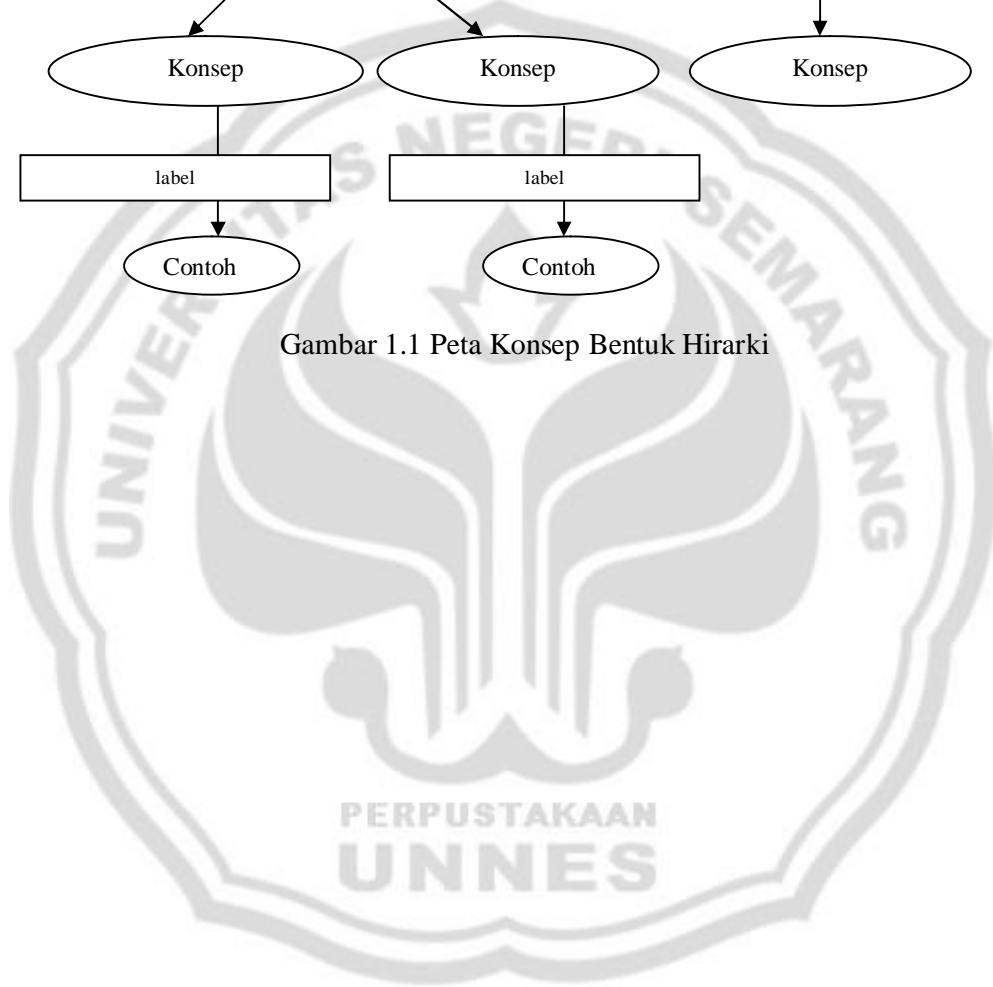 Konsep Konsep Konsep
label label
Contoh Contoh
Gambar 1.1 Peta Konsep Bentuk Hirarki
UNIVERSITAS NEGERI SEMARANG
PERPUSTAKAAN
UNNES